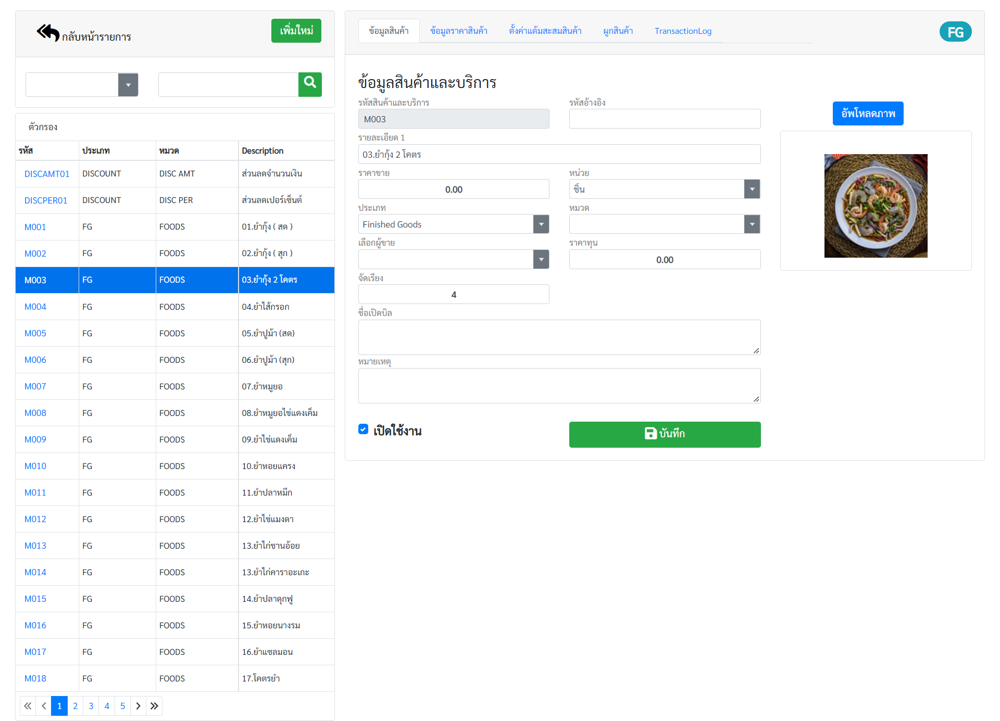 กลับหน้ารายการ
เพิ่มใหม่
ตัวกรอง
รหัส ประเภท หมวด Description
DISCAMT01 DISCOUNT DISC AMT ส่วนลดจำนวนเงิน
DISCPER01 DISCOUNT DISC PER ส่วนลดเปอร์เซ็นต์
M001 FG FOODS 01.ยำกุ้ง ( สด )
M002 FG FOODS 02.ยำกุ้ง ( สุก )
M003 FG FOODS 03.ยำกุ้ง 2 โคตร
M004 FG FOODS 04.ยำไส้กรอก
M005 FG FOODS 05.ยำปูม้า (สด)
M006 FG FOODS 06.ยำปูม้า (สุก)
M007 FG FOODS 07.ยำหมูยอ
M008 FG FOODS 08.ยำหมูยอไข่แดงเค็ม
M009 FG FOODS 09.ยำไข่แดงเค็ม
M010 FG FOODS 10.ยำหอยแครง
M011 FG FOODS 11.ยำปลาหมึก
M012 FG FOODS 12.ยำไข่แมงดา
M013 FG FOODS 13.ยำไก่ชานอ้อย
M014 FG FOODS 13.ยำไก่คาราอะเกะ
M015 FG FOODS 14.ยำปลาดุกฟู
M016 FG FOODS 15.ยำหอยนางรม
M017 FG FOODS 16.ยำแซลมอน
M018 FG FOODS 17.โคตรยำ
1 2 3 4 5
ข้อมูลสินค้า ข้อมูลราคาสินค้า ตั้งค่าแต้มสะสมสินค้า ผูกสินค้า TransactionLog
FG
ข้อมูลสินค้าและบริการ
รหัสสินค้าและบริการ รหัสอ้างอิง
M003
อัพโหลดภาพ
รายละเอียด 1
03.ยำกุ้ง 2 โคตร
ราคาขาย หน่วย
0.00 ชิ้น
ประเภท หมวด
Finished Goods
เลือกผู้ขาย ราคาทุน
0.00
จัดเรียง
4
ชื่อเปิดบิล
หมายเหตุ
เปิดใช้งาน
บันทึก